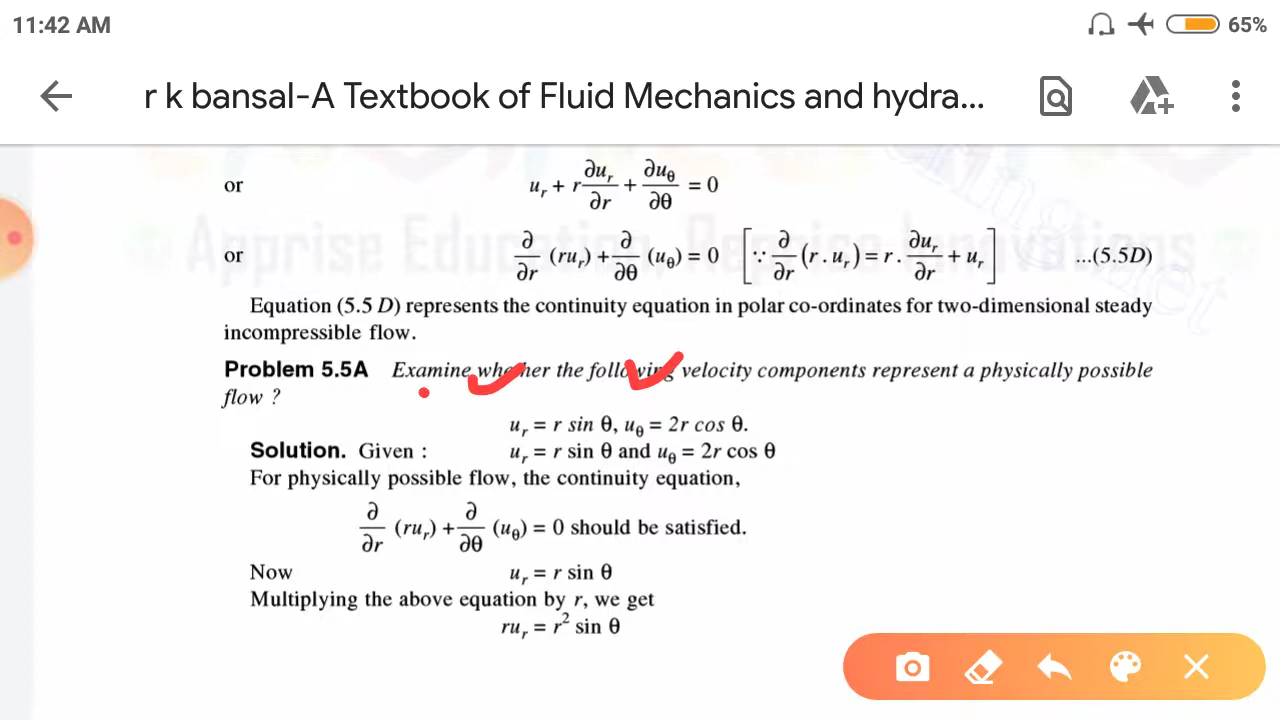 11:42 AM 65%
r k bansal-A Textbook of Fluid Mechanics and hydra...
or u_r + r ∂u_r/∂r + ∂u_θ/∂θ = 0
or ∂/∂r (ru_r) + ∂/∂θ (u_θ) = 0 [∵ ∂/∂r (r . u_r) = r . ∂u_r/∂r + u_r] ...(5.5D)
Equation (5.5 D) represents the continuity equation in polar co-ordinates for two-dimensional steady
incompressible flow.
Problem 5.5A Examine whether the following velocity components represent a physically possible
flow ?
u_r = r sin θ, u_θ = 2r cos θ.
Solution. Given : u_r = r sin θ and u_θ = 2r cos θ
For physically possible flow, the continuity equation,
∂/∂r (ru_r) + ∂/∂θ (u_θ) = 0 should be satisfied.
Now u_r = r sin θ
Multiplying the above equation by r, we get
ru_r = r² sin θ